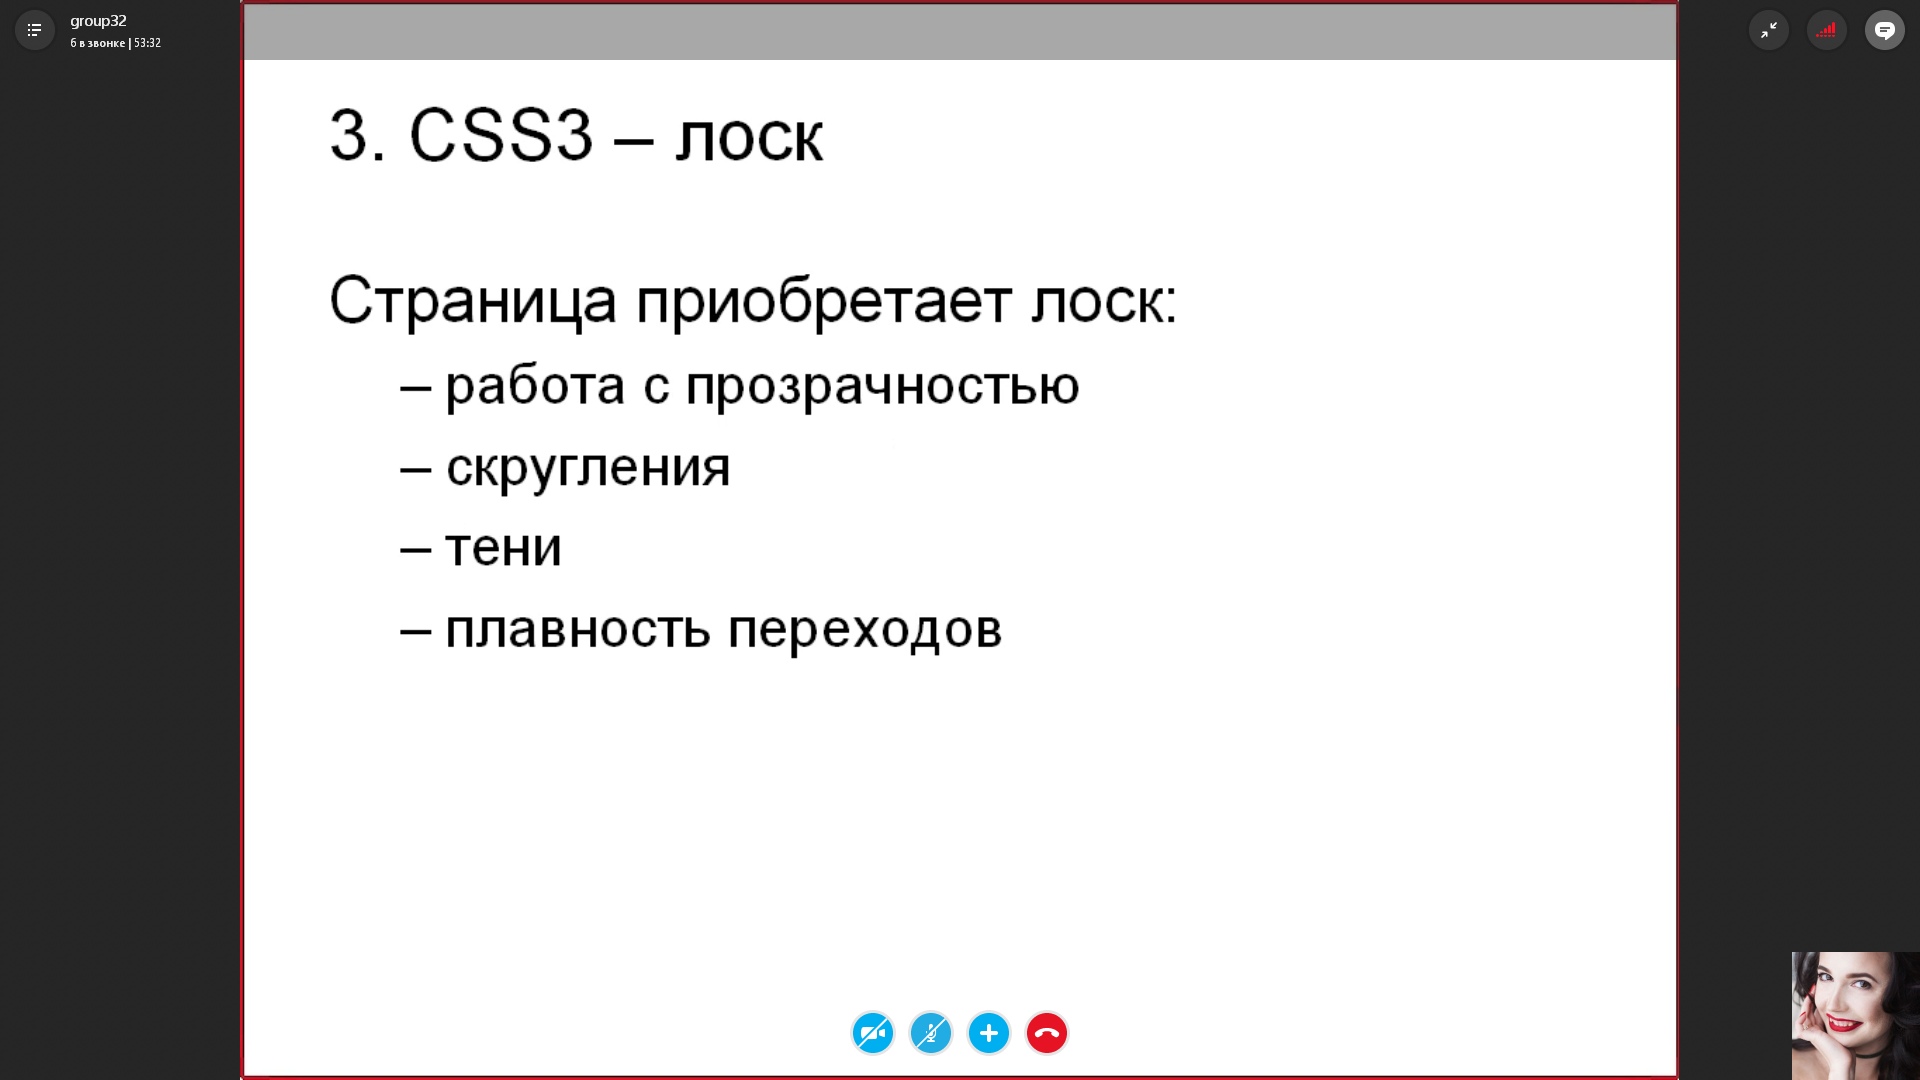 group32
6 в звонке | 53:32
3. CSS3 – лоск
Страница приобретает лоск:
– работа с прозрачностью
– скругления
– тени
– плавность переходов